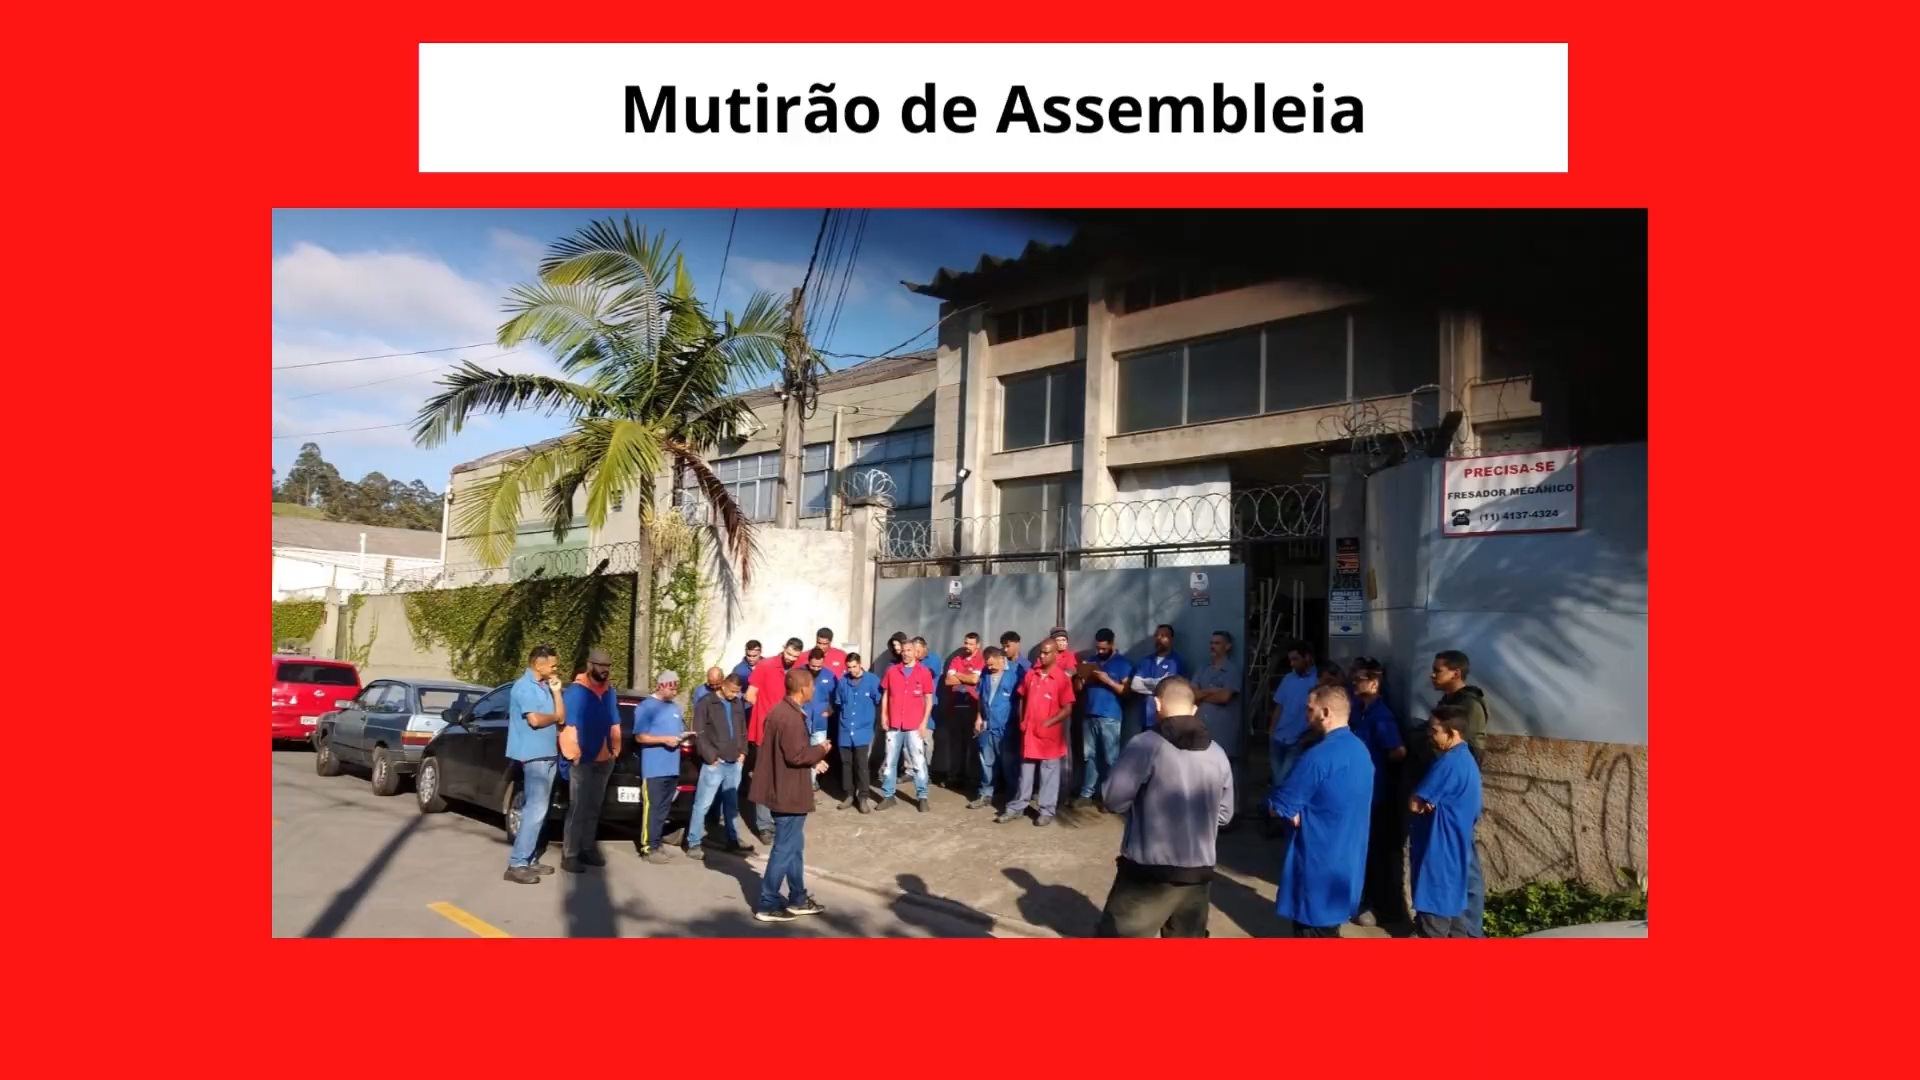 Mutirão de Assembleia
PRECISA-SE
FRESADOR MECÂNICO
(11) 4137-4324